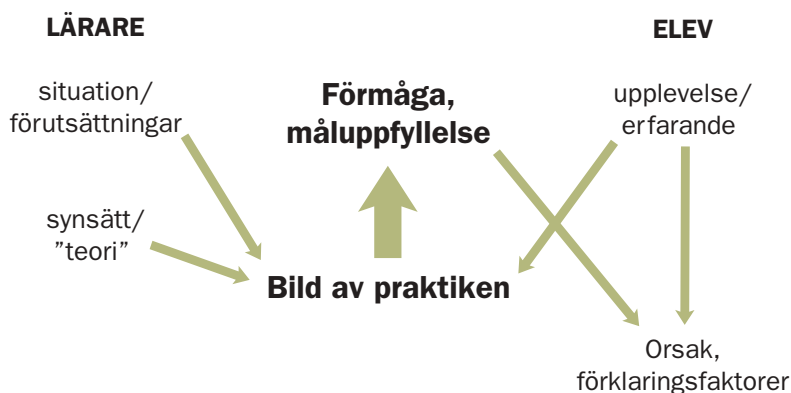 LÄRARE
ELEV
situation/
förutsättningar
Förmåga,
måluppfyllelse
upplevelse/
erfarande
synsätt/
”teori”
Bild av praktiken
Orsak,
förklaringsfaktorer